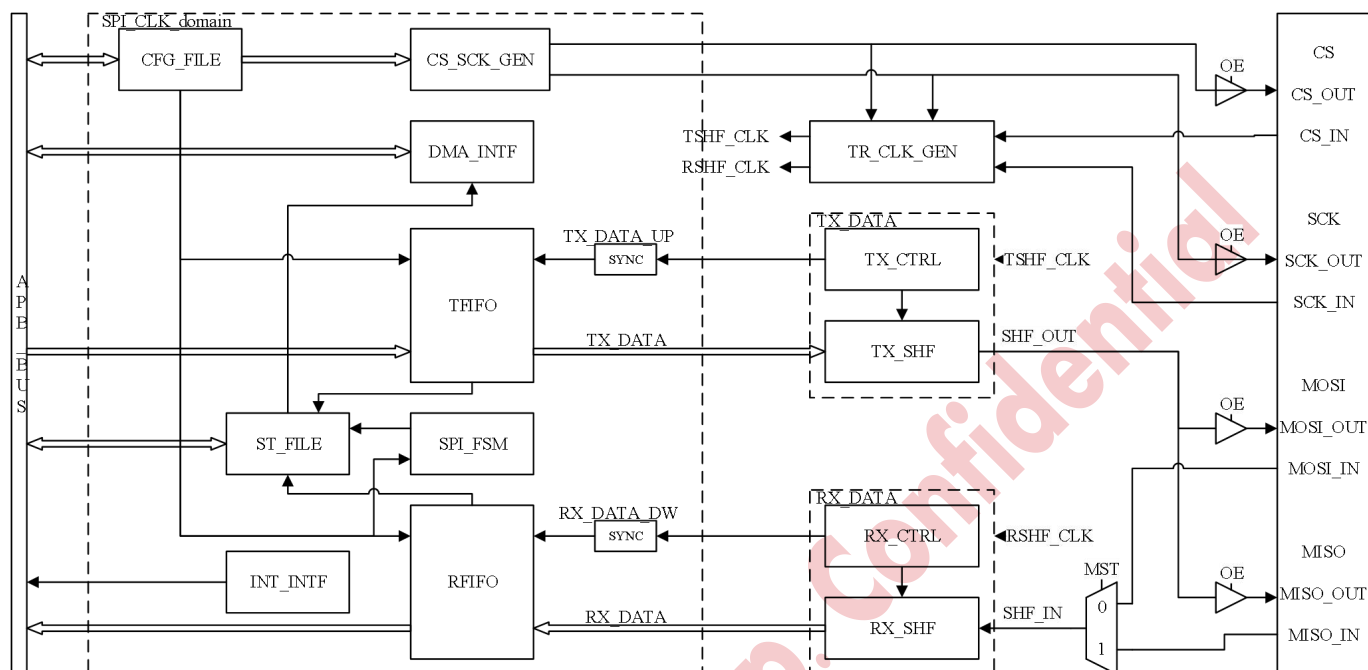 SPI_CLK_domain
CFG_FILE
CS_SCK_GEN
OE
CS
CS_OUT
CS_IN
TSHF_CLK
RSHF_CLK
TR_CLK_GEN
DMA_INTF
SCK
OE
SCK_OUT
SCK_IN
TX_DATA_UP
SYNC
TX_DATA
TX_CTRL
TSHF_CLK
APB_BUS
TFIFO
TX_DATA
TX_SHF
SHF_OUT
MOSI
OE
MOSI_OUT
MOSI_IN
ST_FILE
SPI_FSM
RX_DATA_DW
SYNC
RX_DATA
RX_CTRL
RSHF_CLK
INT_INTF
RFIFO
RX_DATA
RX_SHF
SHF_IN
MST
0
1
MISO
OE
MISO_OUT
MISO_IN
Confidential